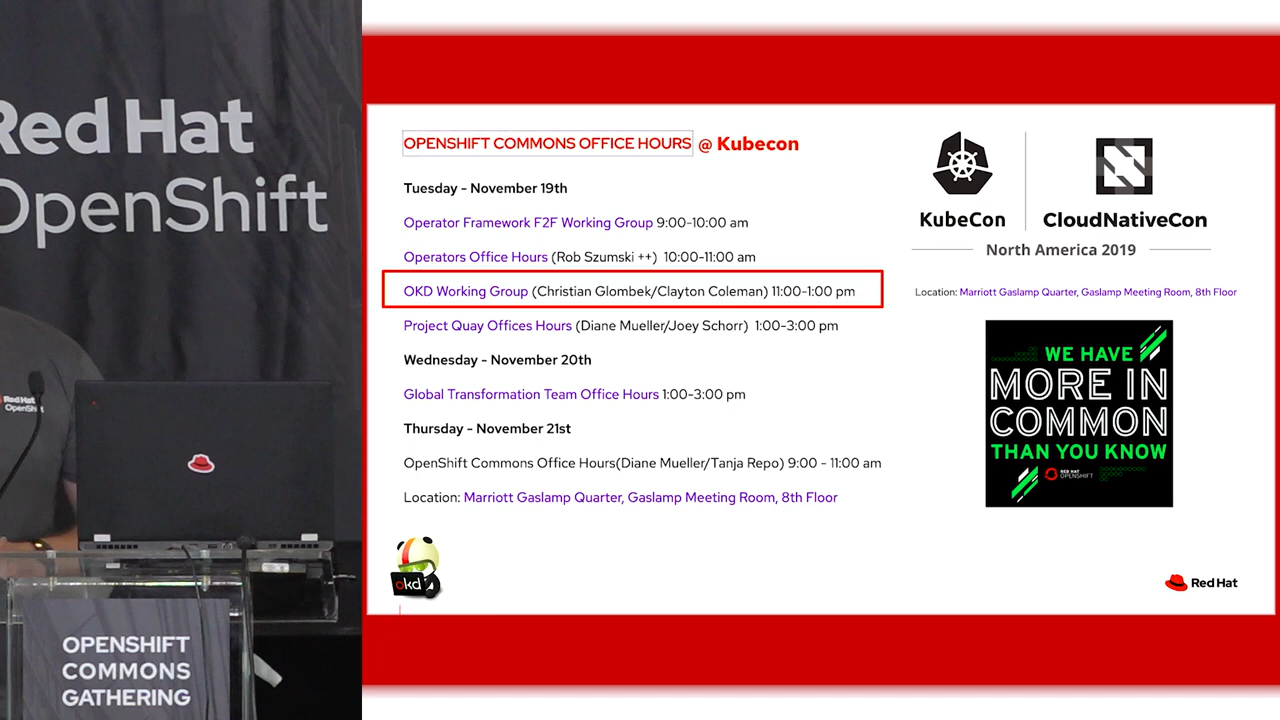 Red Hat
OpenShift
Red Hat
OpenShift
OPENSHIFT
COMMONS
GATHERING
OPENSHIFT COMMONS OFFICE HOURS @ Kubecon
Tuesday - November 19th
Operator Framework F2F Working Group 9:00-10:00 am
Operators Office Hours (Rob Szumski ++) 10:00-11:00 am
OKD Working Group (Christian Glombek/Clayton Coleman) 11:00-1:00 pm
Project Quay Offices Hours (Diane Mueller/Joey Schorr) 1:00-3:00 pm
Wednesday - November 20th
Global Transformation Team Office Hours 1:00-3:00 pm
Thursday - November 21st
OpenShift Commons Office Hours(Diane Mueller/Tanja Repo) 9:00 - 11:00 am
Location: Marriott Gaslamp Quarter, Gaslamp Meeting Room, 8th Floor
okd
KubeCon
CloudNativeCon
North America 2019
Location: Marriott Gaslamp Quarter, Gaslamp Meeting Room, 8th Floor
WE HAVE
MORE IN
COMMON
THAN YOU KNOW
RED HAT
OPENSHIFT
Red Hat